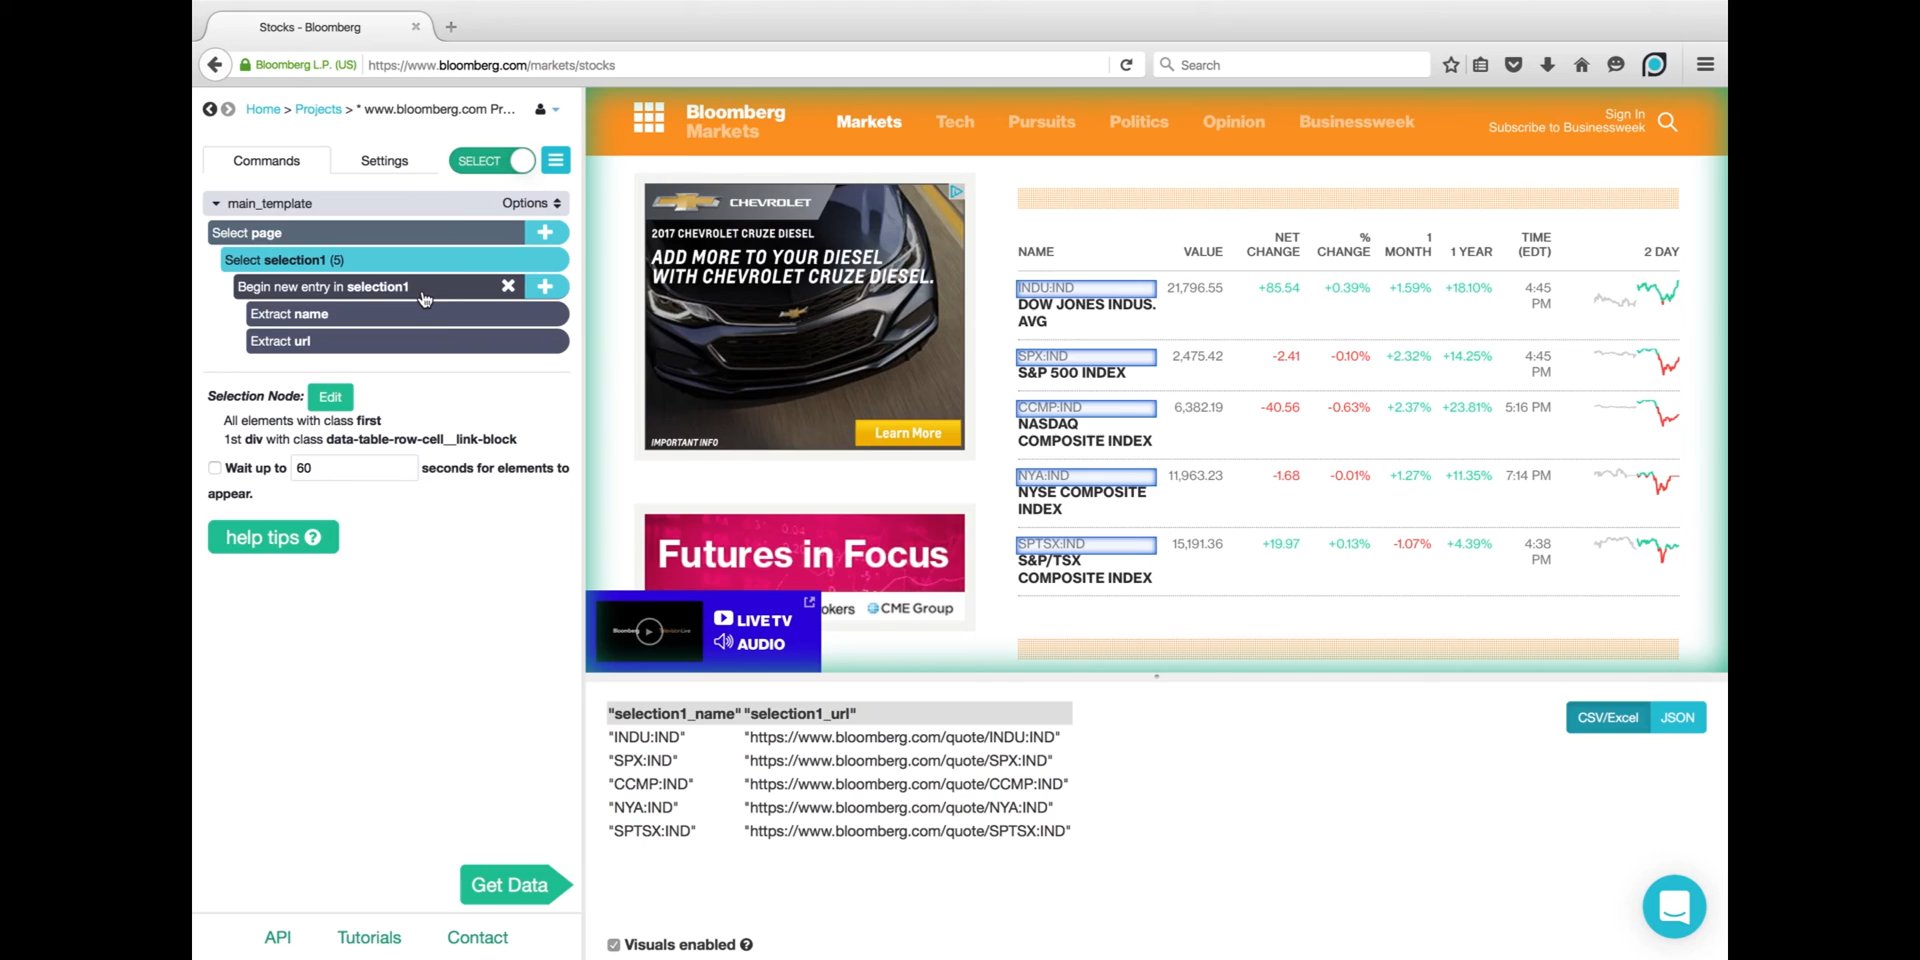 Stocks - Bloomberg
Bloomberg L.P. (US) https://www.bloomberg.com/markets/stocks
Search
Home > Projects > * www.bloomberg.com Pr...
Commands Settings SELECT
main_template Options
Select page
Select selection1 (5)
Begin new entry in selection1
Extract name
Extract url
Selection Node: Edit
All elements with class first
1st div with class data-table-row-cell__link-block
Wait up to 60 seconds for elements to
appear.
help tips ?
Get Data
API Tutorials Contact
Bloomberg
Markets
Markets Tech Pursuits Politics Opinion Businessweek
Sign In
Subscribe to Businessweek
CHEVROLET
2017 CHEVROLET CRUZE DIESEL
ADD MORE TO YOUR DIESEL
WITH CHEVROLET CRUZE DIESEL.
IMPORTANT INFO
Learn More
Futures in Focus
okers CME Group
LIVE TV
AUDIO
NAME VALUE NET CHANGE % CHANGE 1 MONTH 1 YEAR TIME (EDT) 2 DAY
INDU:IND 21,796.55 +85.54 +0.39% +1.59% +18.10% 4:45 PM
DOW JONES INDUS.
AVG
SPX:IND 2,475.42 -2.41 -0.10% +2.32% +14.25% 4:45 PM
S&P 500 INDEX
CCMP:IND 6,382.19 -40.56 -0.63% +2.37% +23.81% 5:16 PM
NASDAQ
COMPOSITE INDEX
NYA:IND 11,963.23 -1.68 -0.01% +1.27% +11.35% 7:14 PM
NYSE COMPOSITE
INDEX
SPTSX:IND 15,191.36 +19.97 +0.13% -1.07% +4.39% 4:38 PM
S&P/TSX
COMPOSITE INDEX
"selection1_name" "selection1_url"
"INDU:IND" "https://www.bloomberg.com/quote/INDU:IND"
"SPX:IND" "https://www.bloomberg.com/quote/SPX:IND"
"CCMP:IND" "https://www.bloomberg.com/quote/CCMP:IND"
"NYA:IND" "https://www.bloomberg.com/quote/NYA:IND"
"SPTSX:IND" "https://www.bloomberg.com/quote/SPTSX:IND"
CSV/Excel JSON
Visuals enabled ?